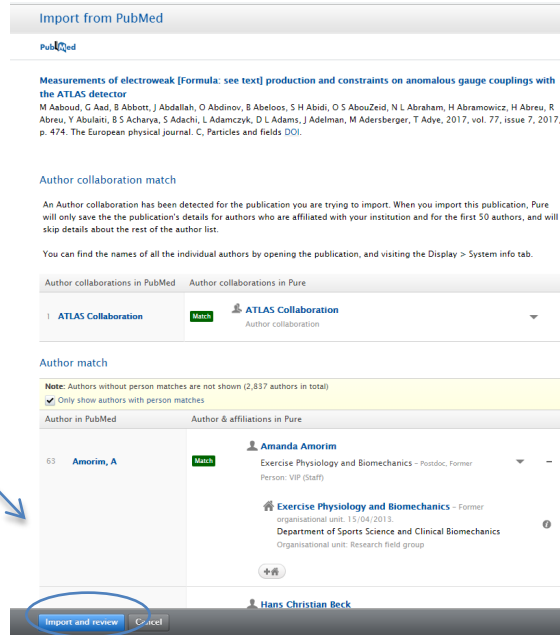 Import from PubMed
PubMed
Measurements of electroweak [Formula: see text] production and constraints on anomalous gauge couplings with
the ATLAS detector
M Aaboud, G Aad, B Abbott, J Abdallah, O Abdinov, B Abeloos, S H Abidi, O S AbouZeid, N L Abraham, H Abramowicz, H Abreu, R
Abreu, Y Abulaiti, B S Acharya, S Adachi, L Adamczyk, D L Adams, J Adelman, M Adersberger, T Adye, 2017, vol. 77, issue 7, 2017,
p. 474. The European physical journal. C, Particles and fields DOI.
Author collaboration match
An Author collaboration has been detected for the publication you are trying to import. When you import this publication, Pure
will only save the the publication's details for authors who are affiliated with your institution and for the first 50 authors, and will
skip details about the rest of the author list.
You can find the names of all the individual authors by opening the publication, and visiting the Display > System info tab.
Author collaborations in PubMed Author collaborations in Pure
1 ATLAS Collaboration Match ATLAS Collaboration
Author collaboration
Author match
Note: Authors without person matches are not shown (2,837 authors in total)
Only show authors with person matches
Author in PubMed Author & affiliations in Pure
63 Amorim, A Match Amanda Amorim
Exercise Physiology and Biomechanics – Postdoc, Former
Person: VIP (Staff)
Exercise Physiology and Biomechanics – Former
organisational unit. 15/04/2013.
Department of Sports Science and Clinical Biomechanics
Organisational unit: Research field group
Hans Christian Beck
Import and review Cancel